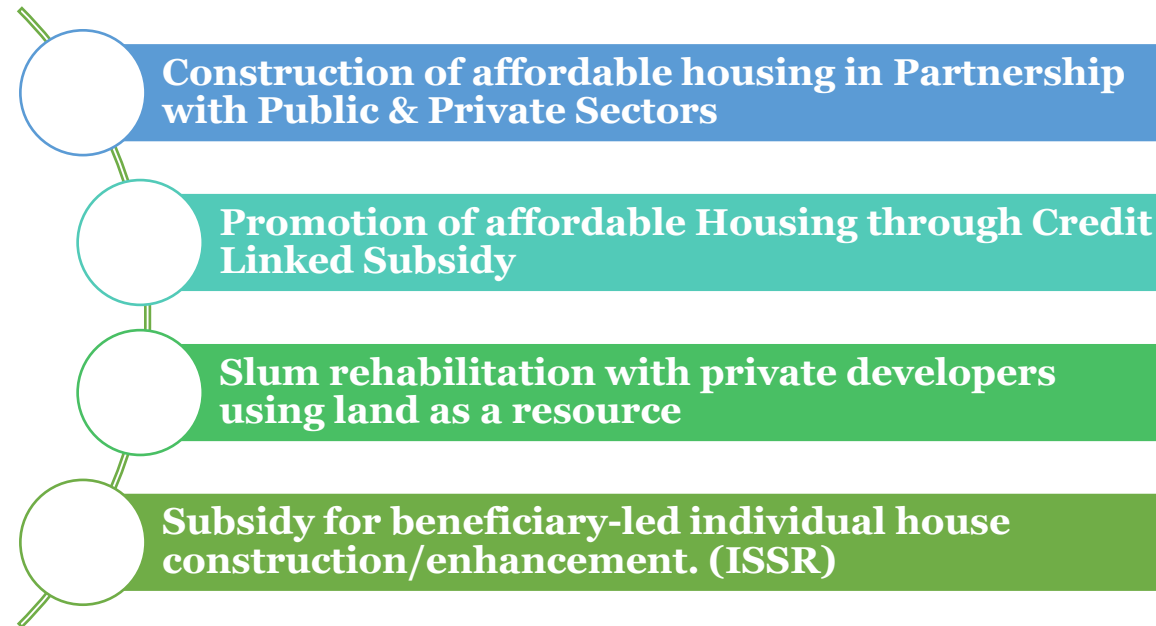 Construction of affordable housing in Partnership
with Public & Private Sectors
Promotion of affordable Housing through Credit
Linked Subsidy
Slum rehabilitation with private developers
using land as a resource
Subsidy for beneficiary-led individual house
construction/enhancement. (ISSR)